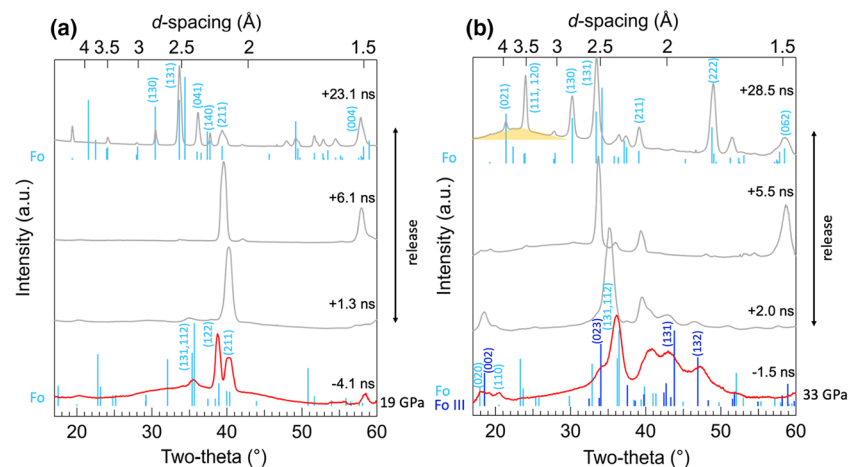 (a)
d-spacing (Å)
4 3.5 3 2.5 2 1.5
(130)
(131)
(041)
(140)
(211)
(004)
+23.1 ns
Fo
+6.1 ns
+1.3 ns
release
(131,112)
(122)
(211)
-4.1 ns
Fo
19 GPa
Intensity (a.u.)
20 30 40 50 60
Two-theta (°)
(b)
d-spacing (Å)
4 3.5 3 2.5 2 1.5
(021)
(111, 120)
(130)
(131)
(211)
(222)
(062)
+28.5 ns
Fo
+5.5 ns
+2.0 ns
release
(020)
(002)
(110)
(023)
(131,112)
(131)
(132)
-1.5 ns
Fo
Fo III
33 GPa
Intensity (a.u.)
20 30 40 50 60
Two-theta (°)